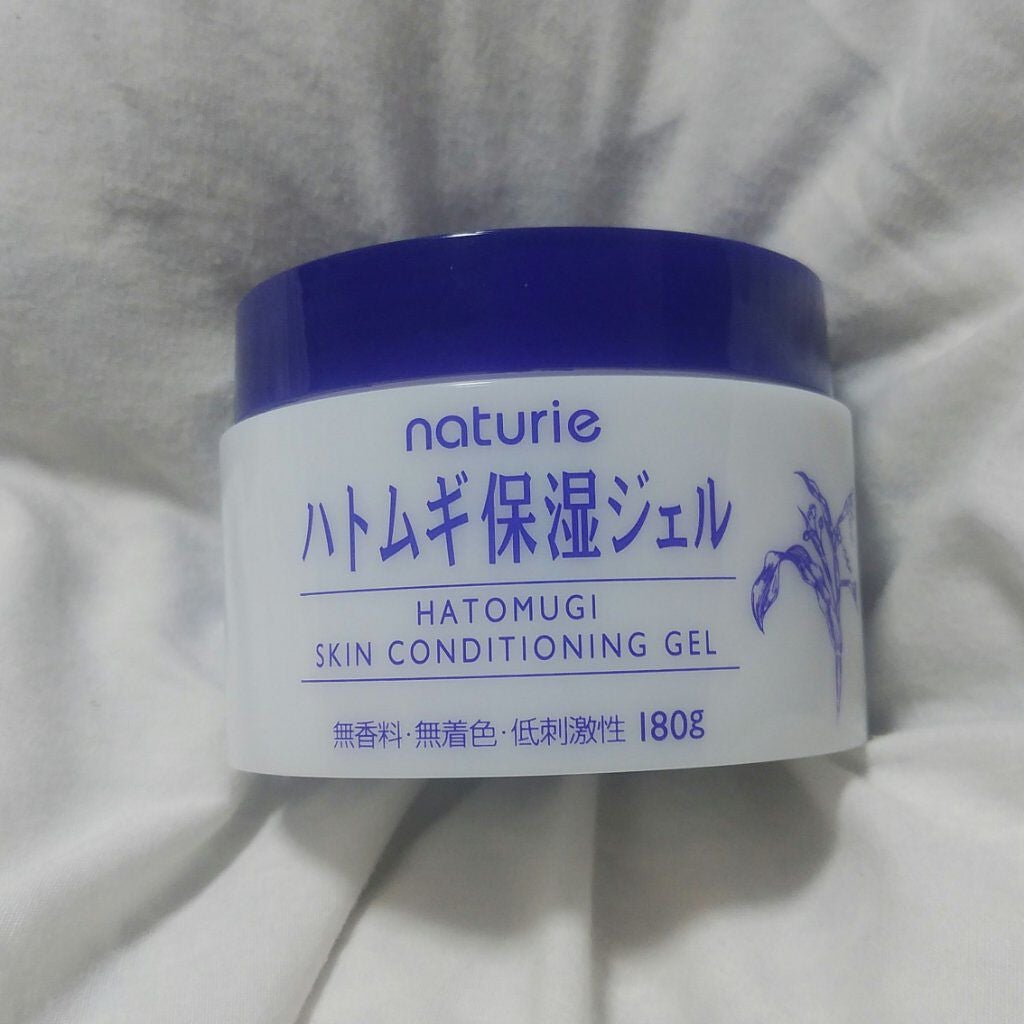 naturie
ハトムギ保湿ジェル
HATOMUGI
SKIN CONDITIONING GEL
無香料·無着色·低刺激性 180g